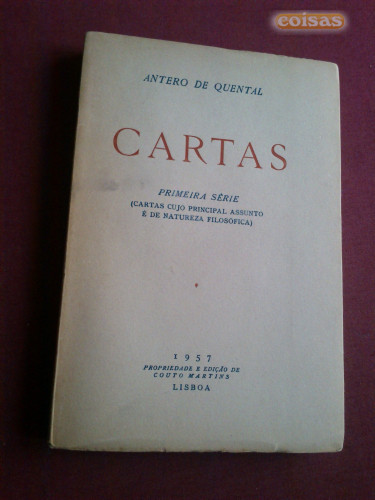 eoisas
ANTERO DE QUENTAL
CARTAS
PRIMEIRA SÉRIE
(CARTAS CUJO PRINCIPAL ASSUNTO
É DE NATUREZA FILOSÓFICA)
1957
PROPRIEDADE E EDIÇÃO DE
COUTO MARTINS
LISBOA